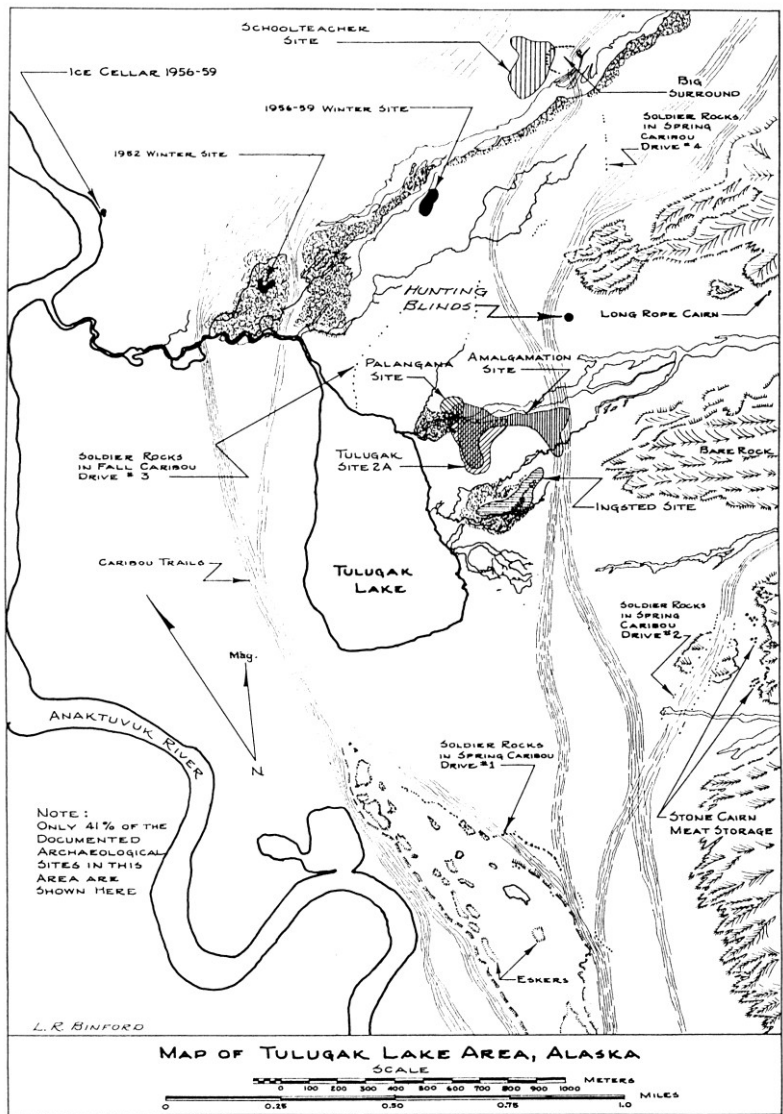 SCHOOLTEACHER
SITE
ICE CELLAR 1956-59
1956-59 WINTER SITE
BIG
SURROUND
1952 WINTER SITE
SOLDIER ROCKS
IN SPRING
CARIBOU
DRIVE #4
HUNTING
BLINDS
LONG ROPE CAIRN
PALANGANA
SITE
AMALGAMATION
SITE
SOLDIER ROCKS
IN FALL CARIBOU
DRIVE #3
TULUGAK
SITE 2A
BARE ROCK
INGSTED SITE
CARIBOU TRAILS
TULUGAK
LAKE
SOLDIER ROCKS
IN SPRING
CARIBOU
DRIVE #2
Mag.
N
ANAKTUVUK RIVER
SOLDIER ROCKS
IN SPRING CARIBOU
DRIVE #1
STONE CAIRN
MEAT STORAGE
NOTE:
ONLY 41% OF THE
DOCUMENTED
ARCHAEOLOGICAL
SITES IN THIS
AREA ARE
SHOWN HERE
ESKERS
L.R. BINFORD
MAP OF TULUGAK LAKE AREA, ALASKA
SCALE
0 100 200 300 400 500 600 700 800 900 1000 METERS
0 0.25 0.50 0.75 1.0 MILES